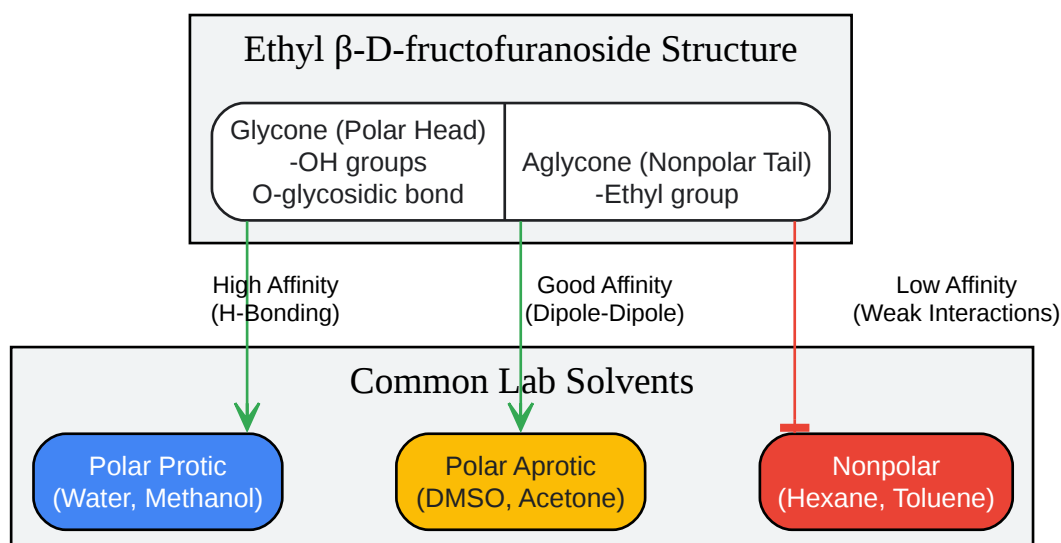 Ethyl β-D-fructofuranoside Structure
Glycone (Polar Head)
-OH groups
O-glycosidic bond
Aglycone (Nonpolar Tail)
-Ethyl group
High Affinity
(H-Bonding)
Good Affinity
(Dipole-Dipole)
Low Affinity
(Weak Interactions)
Common Lab Solvents
Polar Protic
(Water, Methanol)
Polar Aprotic
(DMSO, Acetone)
Nonpolar
(Hexane, Toluene)